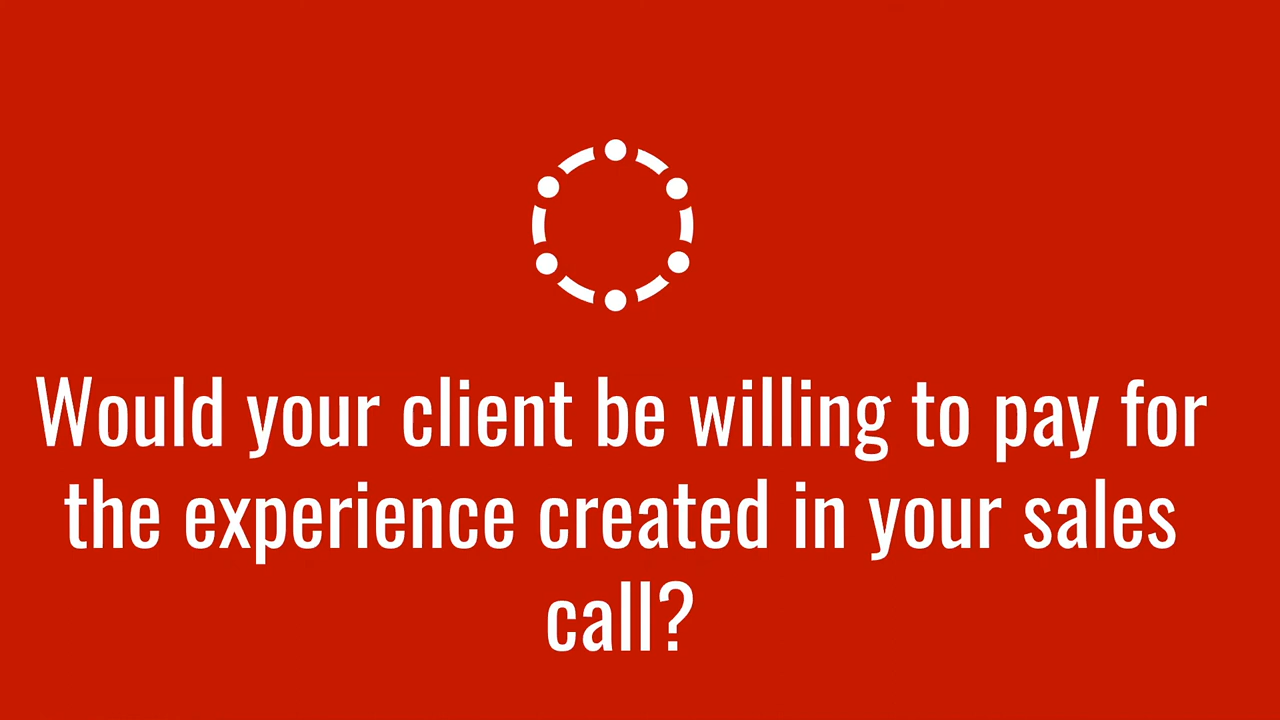 Would your client be willing to pay for
the experience created in your sales
call?